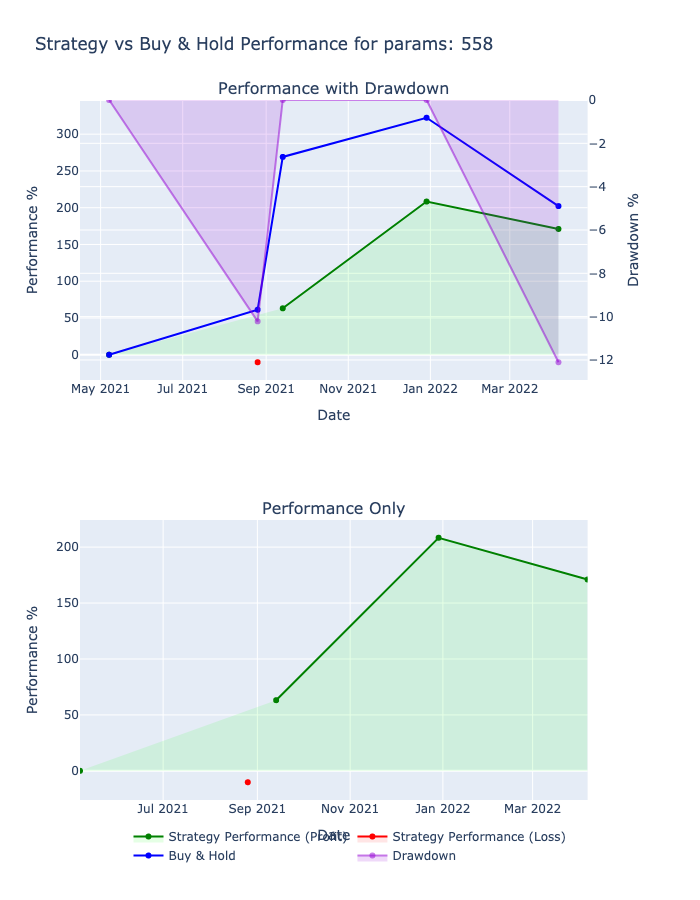 Strategy vs Buy & Hold Performance for params: 558
Performance with Drawdown
300
250
200
150
100
50
0
Performance %
0
−2
−4
−6
−8
−10
−12
Drawdown %
May 2021 Jul 2021 Sep 2021 Nov 2021 Jan 2022 Mar 2022
Date
Performance Only
200
150
100
50
0
Performance %
Jul 2021 Sep 2021 Nov 2021 Jan 2022 Mar 2022
Date
Strategy Performance (Profit) Strategy Performance (Loss)
Buy & Hold Drawdown